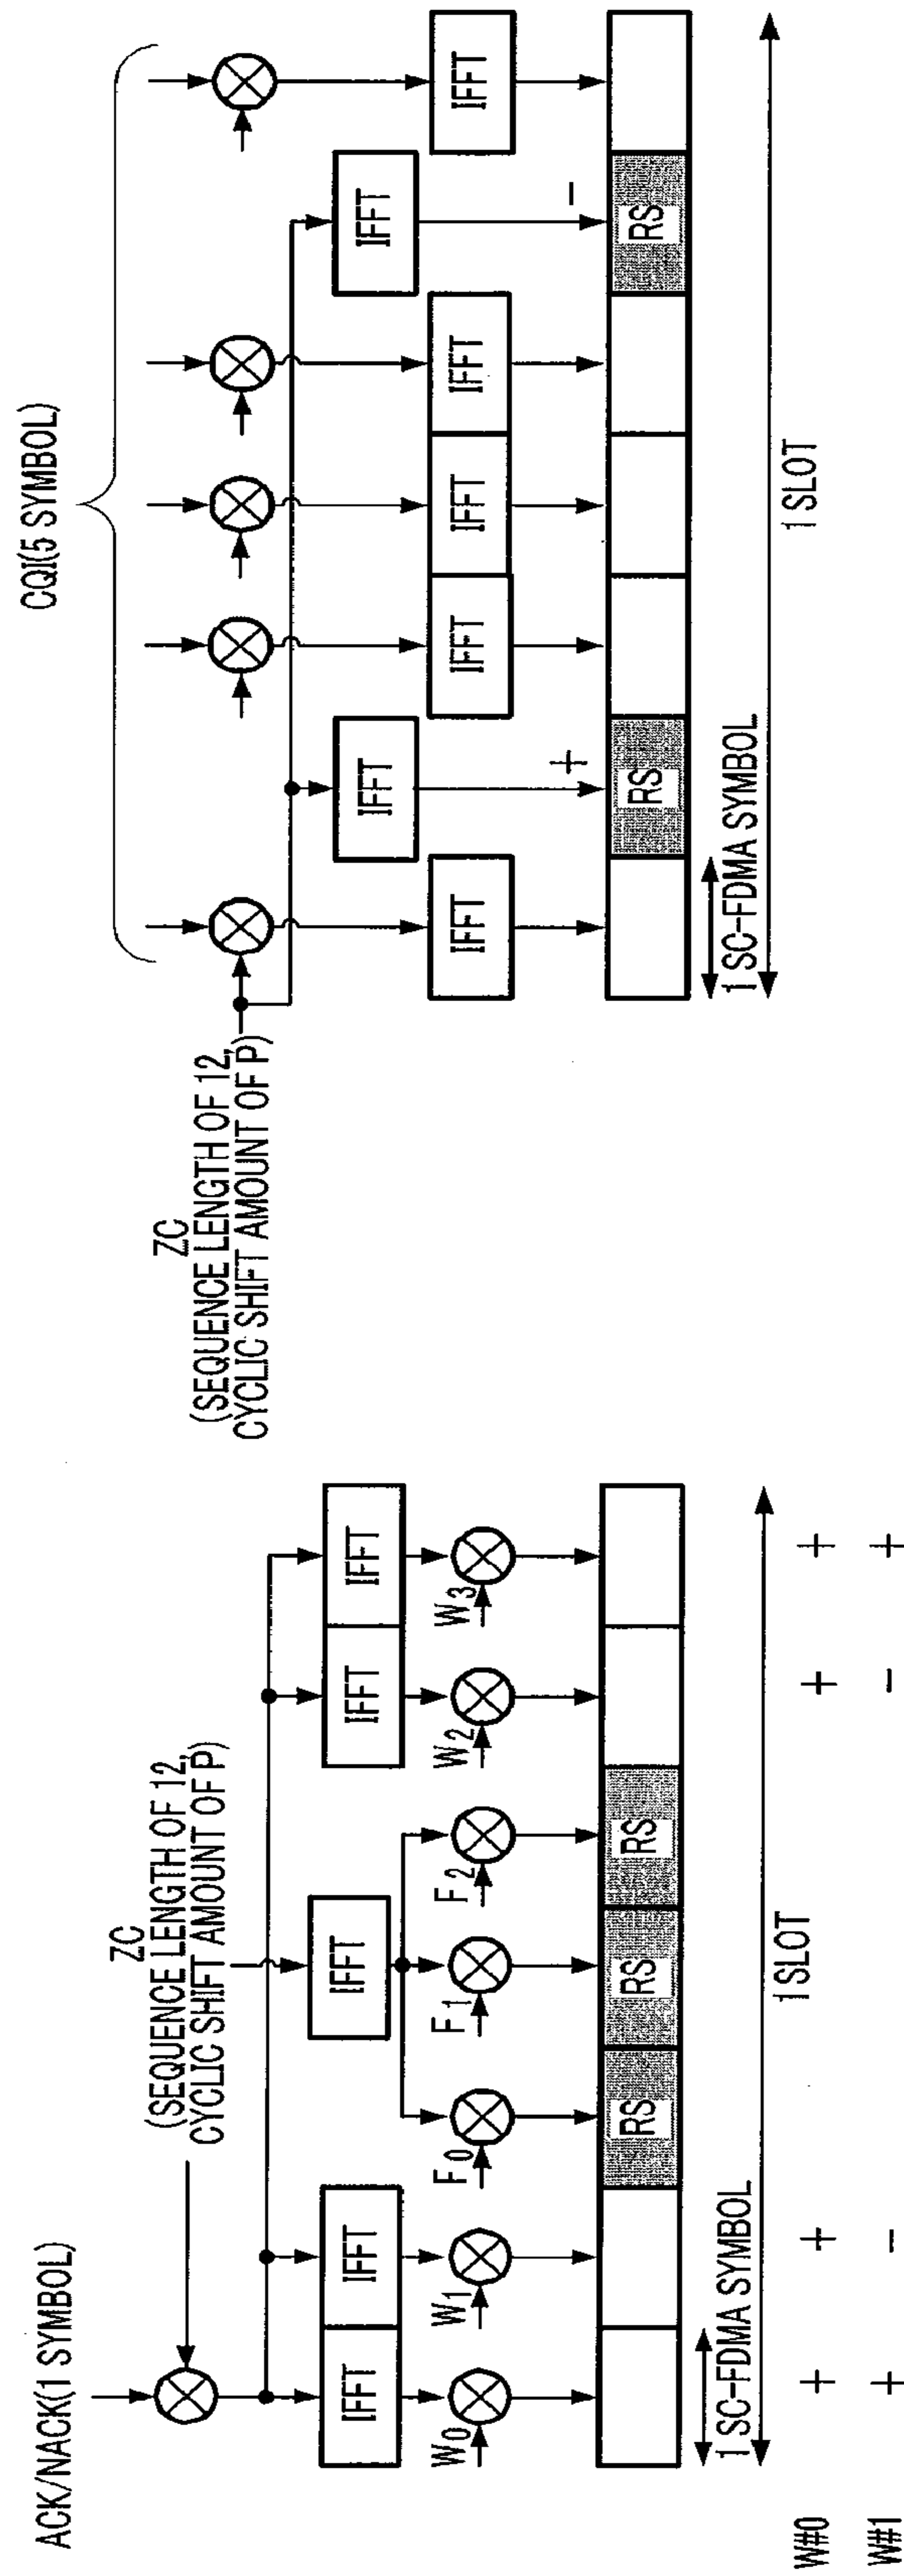 ACK/NACK(1 SYMBOL)
ZC
(SEQUENCE LENGTH OF 12,
CYCLIC SHIFT AMOUNT OF P)
IFFT IFFT IFFT IFFT IFFT
W0 W1 F0 F1 F2 W2 W3
RS RS RS
1 SC-FDMA SYMBOL
1SLOT
W#0 + + + +
W#1 + - - +
CQI(5 SYMBOL)
ZC
(SEQUENCE LENGTH OF 12,
CYCLIC SHIFT AMOUNT OF P)
IFFT IFFT
IFFT IFFT IFFT IFFT IFFT
+ -
RS RS
1 SC-FDMA SYMBOL
1 SLOT